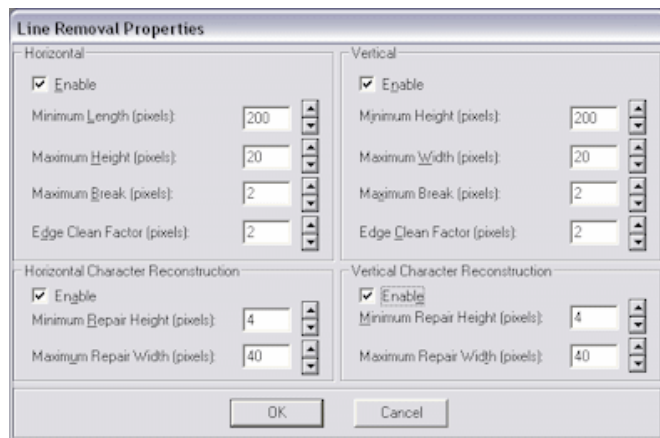 Line Removal Properties
Horizontal
Enable
Minimum Length (pixels): 200
Maximum Height (pixels): 20
Maximum Break (pixels): 2
Edge Clean Factor (pixels): 2
Vertical
Enable
Minimum Height (pixels): 200
Maximum Width (pixels): 20
Maximum Break (pixels): 2
Edge Clean Factor (pixels): 2
Horizontal Character Reconstruction
Enable
Minimum Repair Height (pixels): 4
Maximum Repair Width (pixels): 40
Vertical Character Reconstruction
Enable
Minimum Repair Height (pixels): 4
Maximum Repair Width (pixels): 40
OK
Cancel